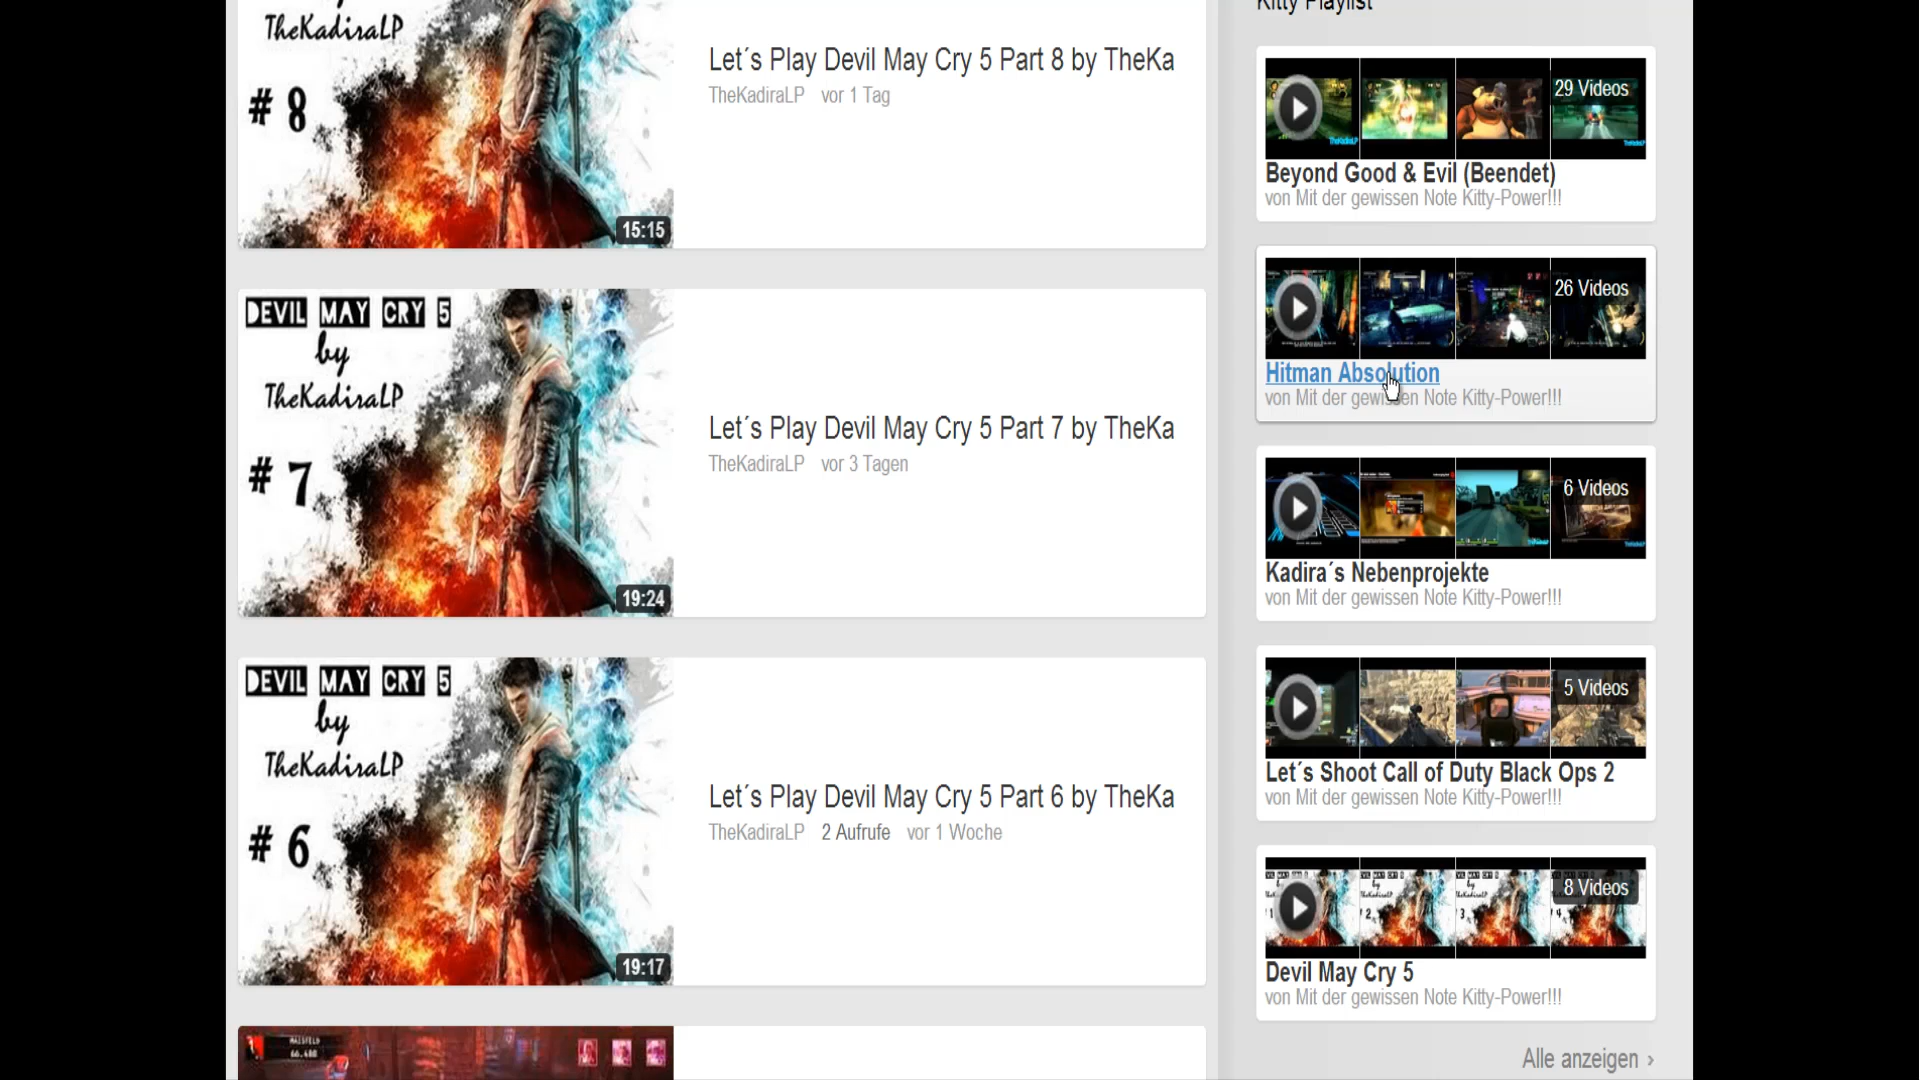 TheKadiraLP
# 8
15:15
Let´s Play Devil May Cry 5 Part 8 by TheKa
TheKadiraLP vor 1 Tag
DEVIL MAY CRY 5
by
TheKadiraLP
# 7
19:24
Let´s Play Devil May Cry 5 Part 7 by TheKa
TheKadiraLP vor 3 Tagen
DEVIL MAY CRY 5
by
TheKadiraLP
# 6
19:17
Let´s Play Devil May Cry 5 Part 6 by TheKa
TheKadiraLP 2 Aufrufe vor 1 Woche
66.480
Kitty Playlist
29 Videos
Beyond Good & Evil (Beendet)
von Mit der gewissen Note Kitty-Power!!!
26 Videos
Hitman Absolution
von Mit der gewissen Note Kitty-Power!!!
6 Videos
Kadira´s Nebenprojekte
von Mit der gewissen Note Kitty-Power!!!
5 Videos
Let´s Shoot Call of Duty Black Ops 2
von Mit der gewissen Note Kitty-Power!!!
8 Videos
Devil May Cry 5
von Mit der gewissen Note Kitty-Power!!!
Alle anzeigen ›